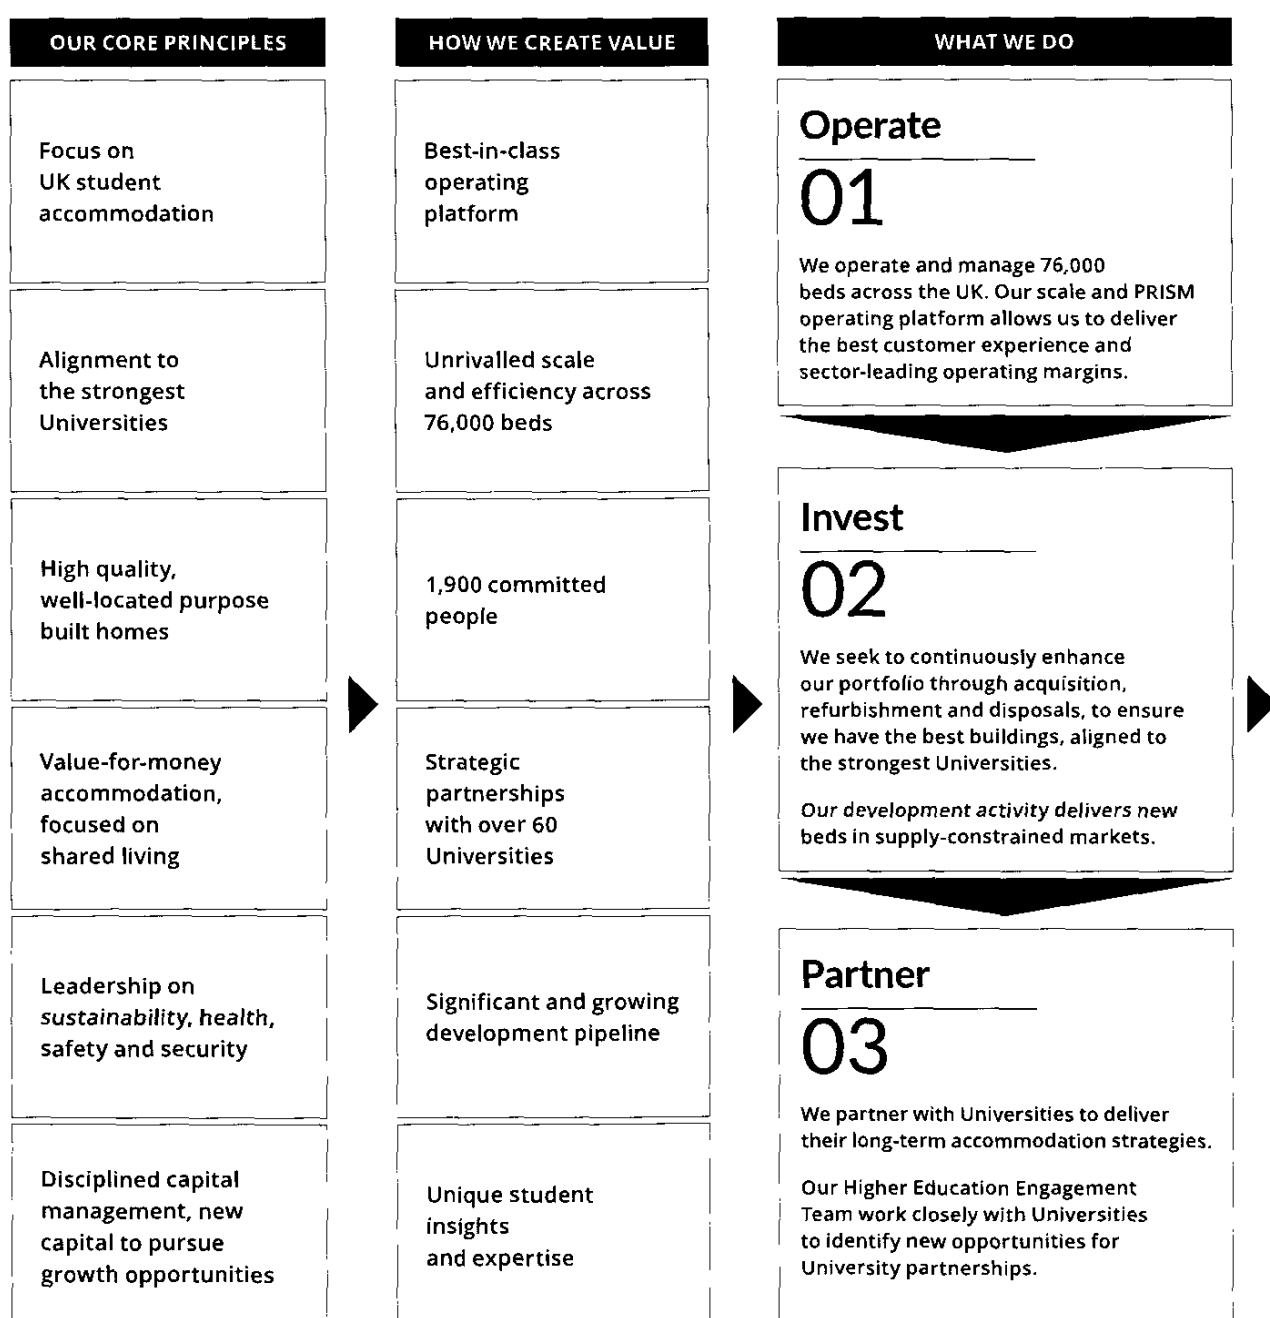 OUR CORE PRINCIPLES
Focus on
UK student
accommodation
Alignment to
the strongest
Universities
High quality,
well-located purpose
built homes
Value-for-money
accommodation,
focused on
shared living
Leadership on
sustainability, health,
safety and security
Disciplined capital
management, new
capital to pursue
growth opportunities
HOW WE CREATE VALUE
Best-in-class
operating
platform
Unrivalled scale
and efficiency across
76,000 beds
1,900 committed
people
Strategic
partnerships
with over 60
Universities
Significant and growing
development pipeline
Unique student
insights
and expertise
WHAT WE DO
Operate
01
We operate and manage 76,000
beds across the UK. Our scale and PRISM
operating platform allows us to deliver
the best customer experience and
sector-leading operating margins.
Invest
02
We seek to continuously enhance
our portfolio through acquisition,
refurbishment and disposals, to ensure
we have the best buildings, aligned to
the strongest Universities.
Our development activity delivers new
beds in supply-constrained markets.
Partner
03
We partner with Universities to deliver
their long-term accommodation strategies.
Our Higher Education Engagement
Team work closely with Universities
to identify new opportunities for
University partnerships.